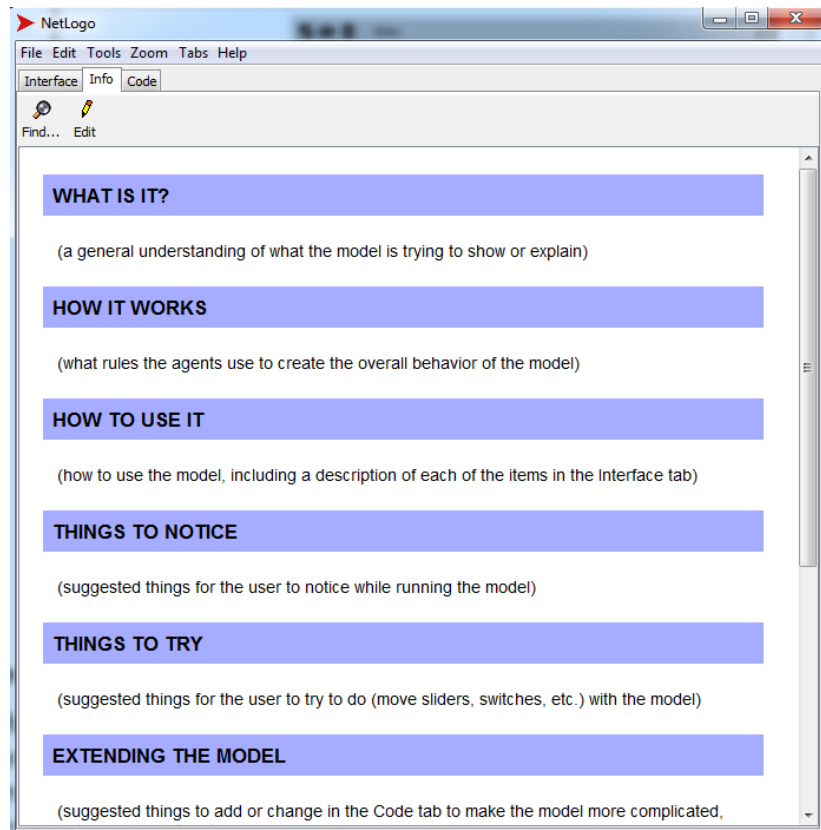 NetLogo
File Edit Tools Zoom Tabs Help
Interface Info Code
Find... Edit
WHAT IS IT?
(a general understanding of what the model is trying to show or explain)
HOW IT WORKS
(what rules the agents use to create the overall behavior of the model)
HOW TO USE IT
(how to use the model, including a description of each of the items in the Interface tab)
THINGS TO NOTICE
(suggested things for the user to notice while running the model)
THINGS TO TRY
(suggested things for the user to try to do (move sliders, switches, etc.) with the model)
EXTENDING THE MODEL
(suggested things to add or change in the Code tab to make the model more complicated,